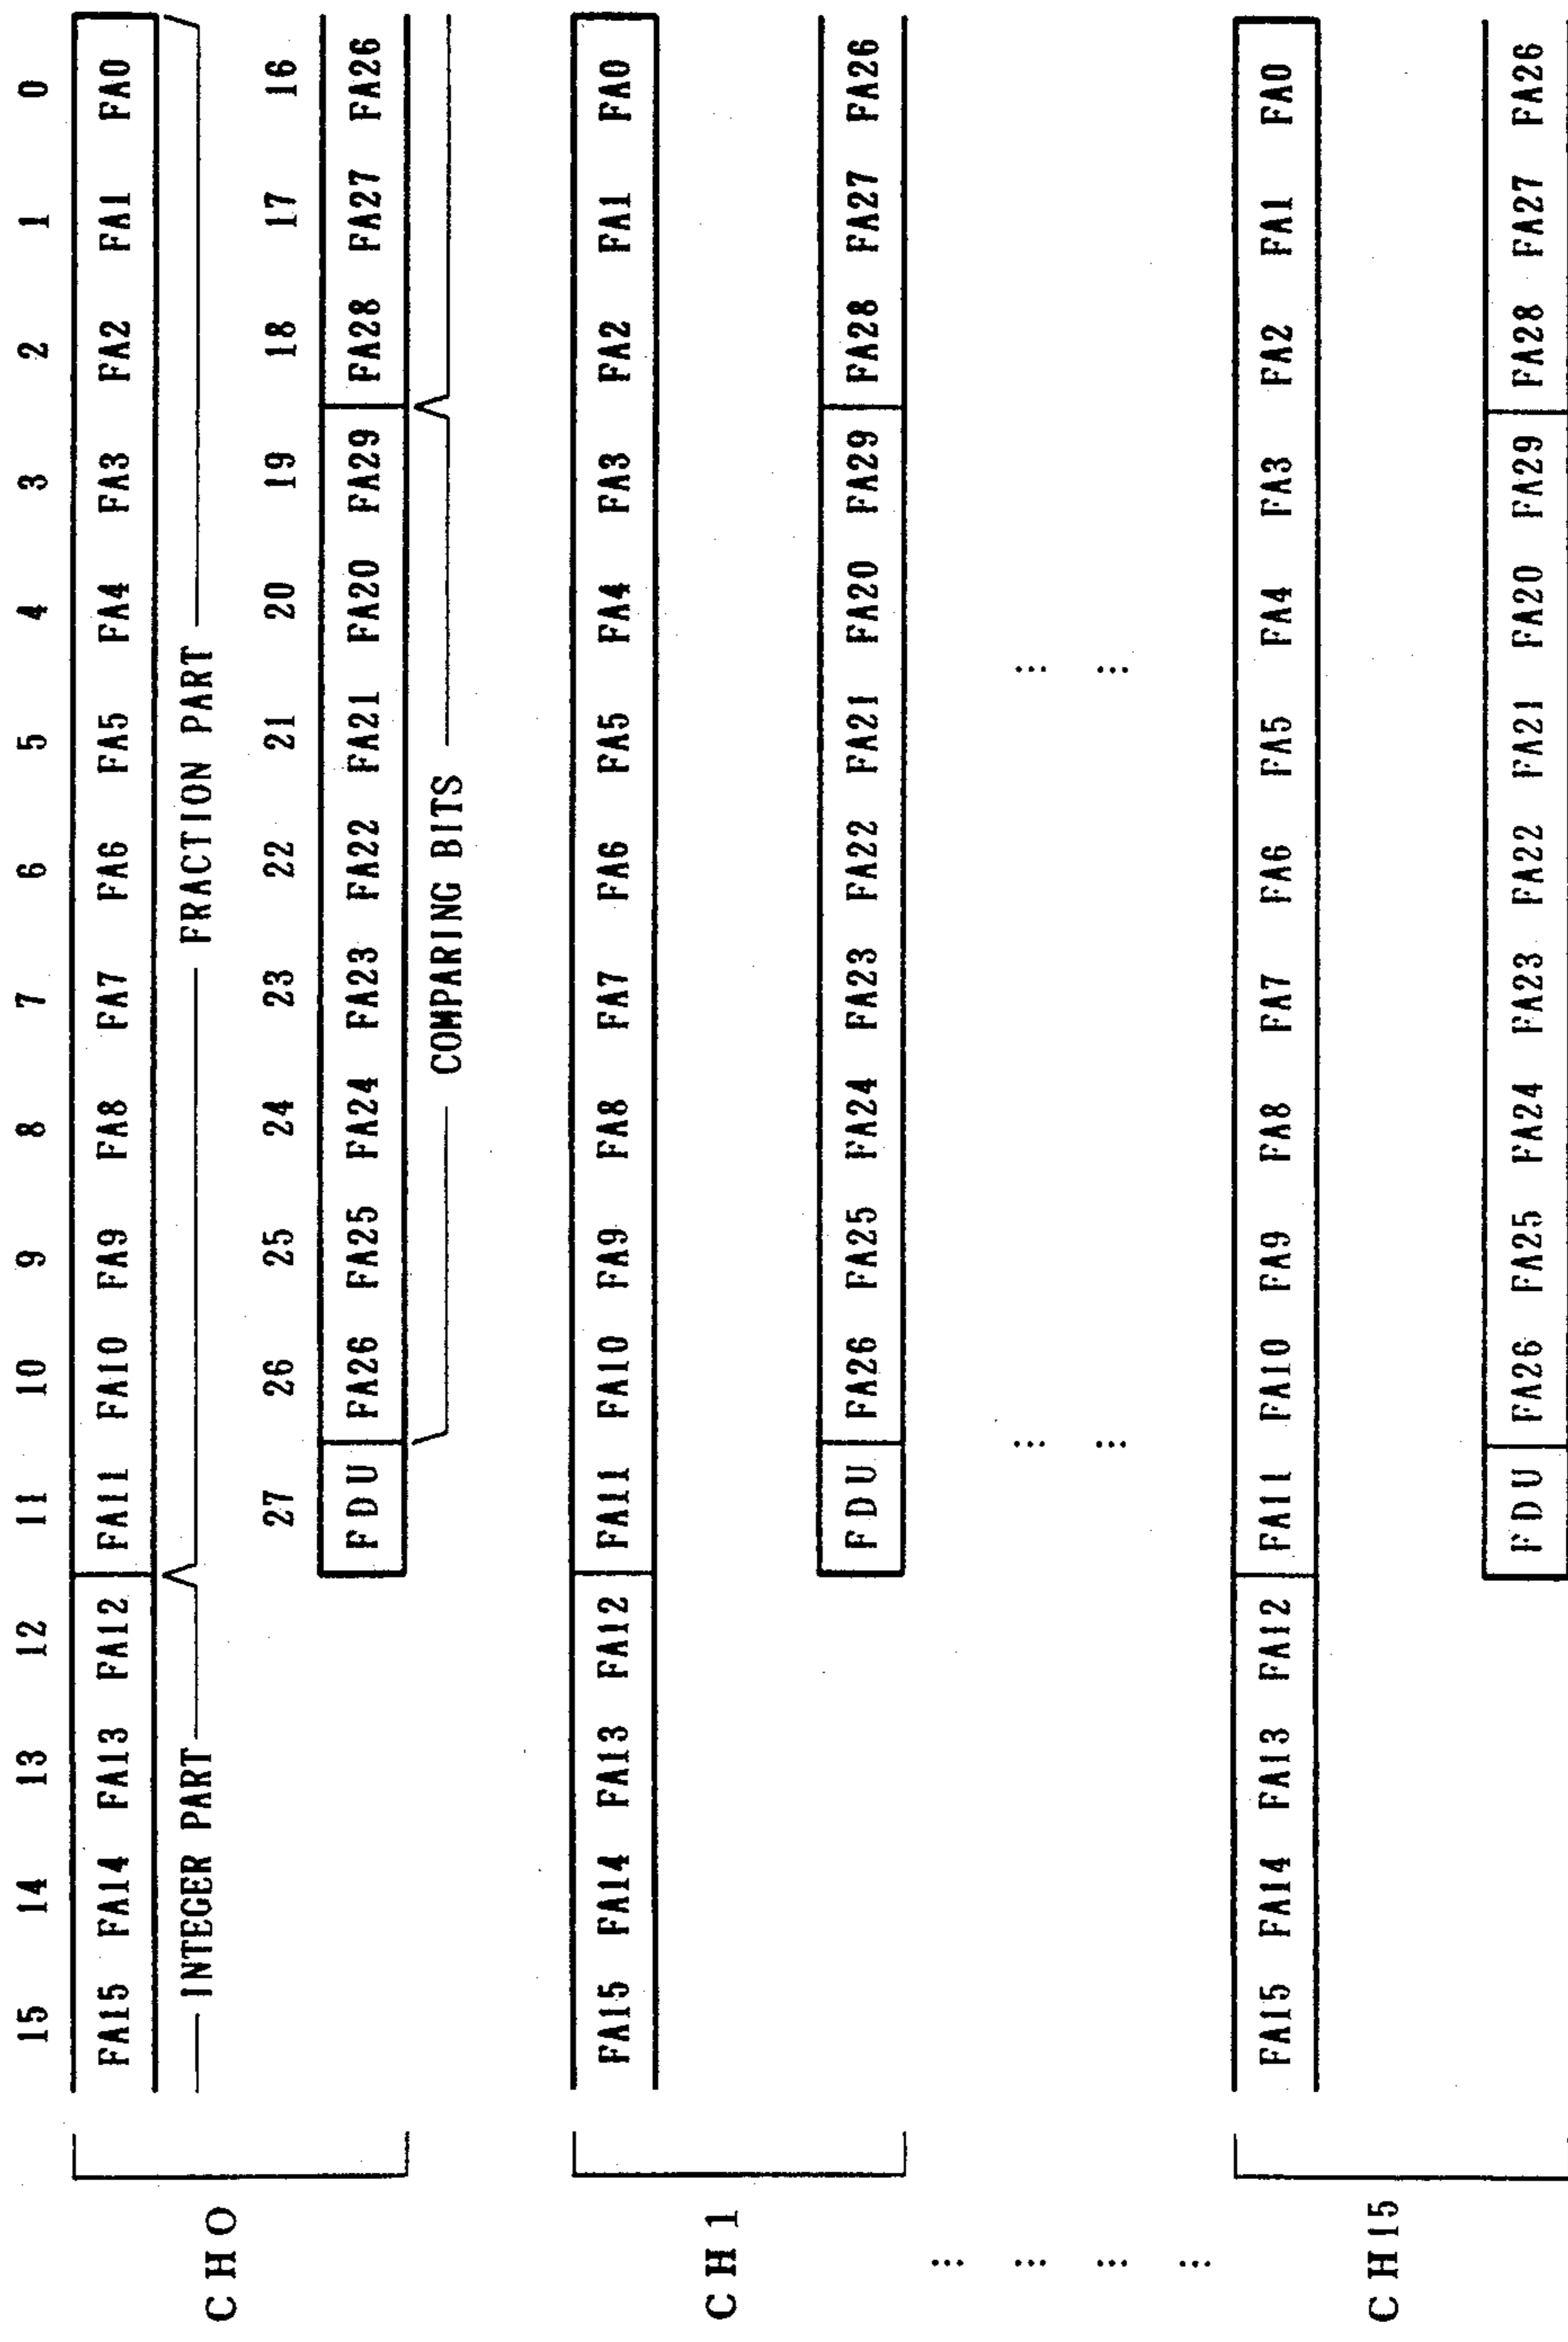 15 14 13 12 11 10 9 8 7 6 5 4 3 2 1 0
CH0
FA15 FA14 FA13 FA12 FA11 FA10 FA9 FA8 FA7 FA6 FA5 FA4 FA3 FA2 FA1 FA0
INTEGER PART FRACTION PART
27 26 25 24 23 22 21 20 19 18 17 16
FDU FA26 FA25 FA24 FA23 FA22 FA21 FA20 FA29 FA28 FA27 FA26
COMPARING BITS
CH1
FA15 FA14 FA13 FA12 FA11 FA10 FA9 FA8 FA7 FA6 FA5 FA4 FA3 FA2 FA1 FA0
FDU FA26 FA25 FA24 FA23 FA22 FA21 FA20 FA29 FA28 FA27 FA26
CH15
FA15 FA14 FA13 FA12 FA11 FA10 FA9 FA8 FA7 FA6 FA5 FA4 FA3 FA2 FA1 FA0
FDU FA26 FA25 FA24 FA23 FA22 FA21 FA20 FA29 FA28 FA27 FA26